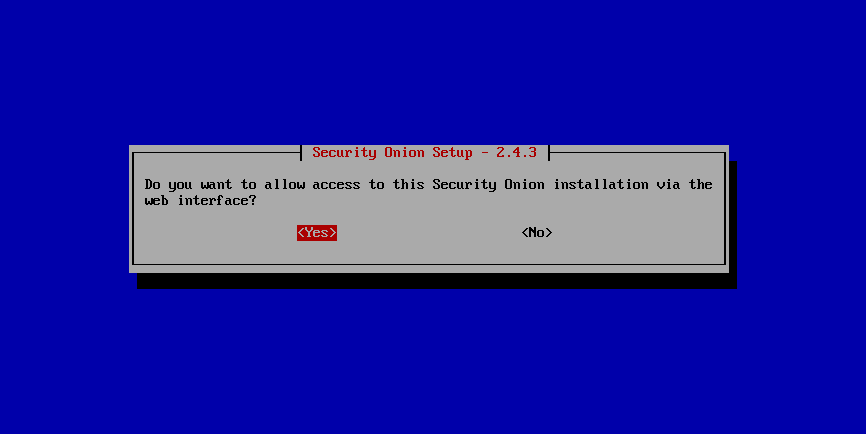 Security Onion Setup - 2.4.3
Do you want to allow access to this Security Onion installation via the
web interface?
<Yes> <No>